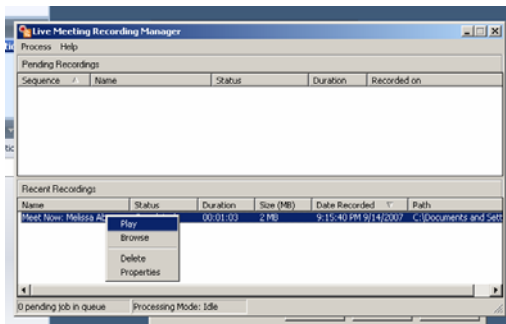 Live Meeting Recording Manager
Process Help
Pending Recordings
Sequence Name Status Duration Recorded on
Recent Recordings
Name Status Duration Size (MB) Date Recorded Path
Meet Now: Melissa 00:01:03 2 MB 9:15:40 PM 9/14/2007 C:\Documents and Sett
Play
Browse
Delete
Properties
0 pending job in queue Processing Mode: Idle